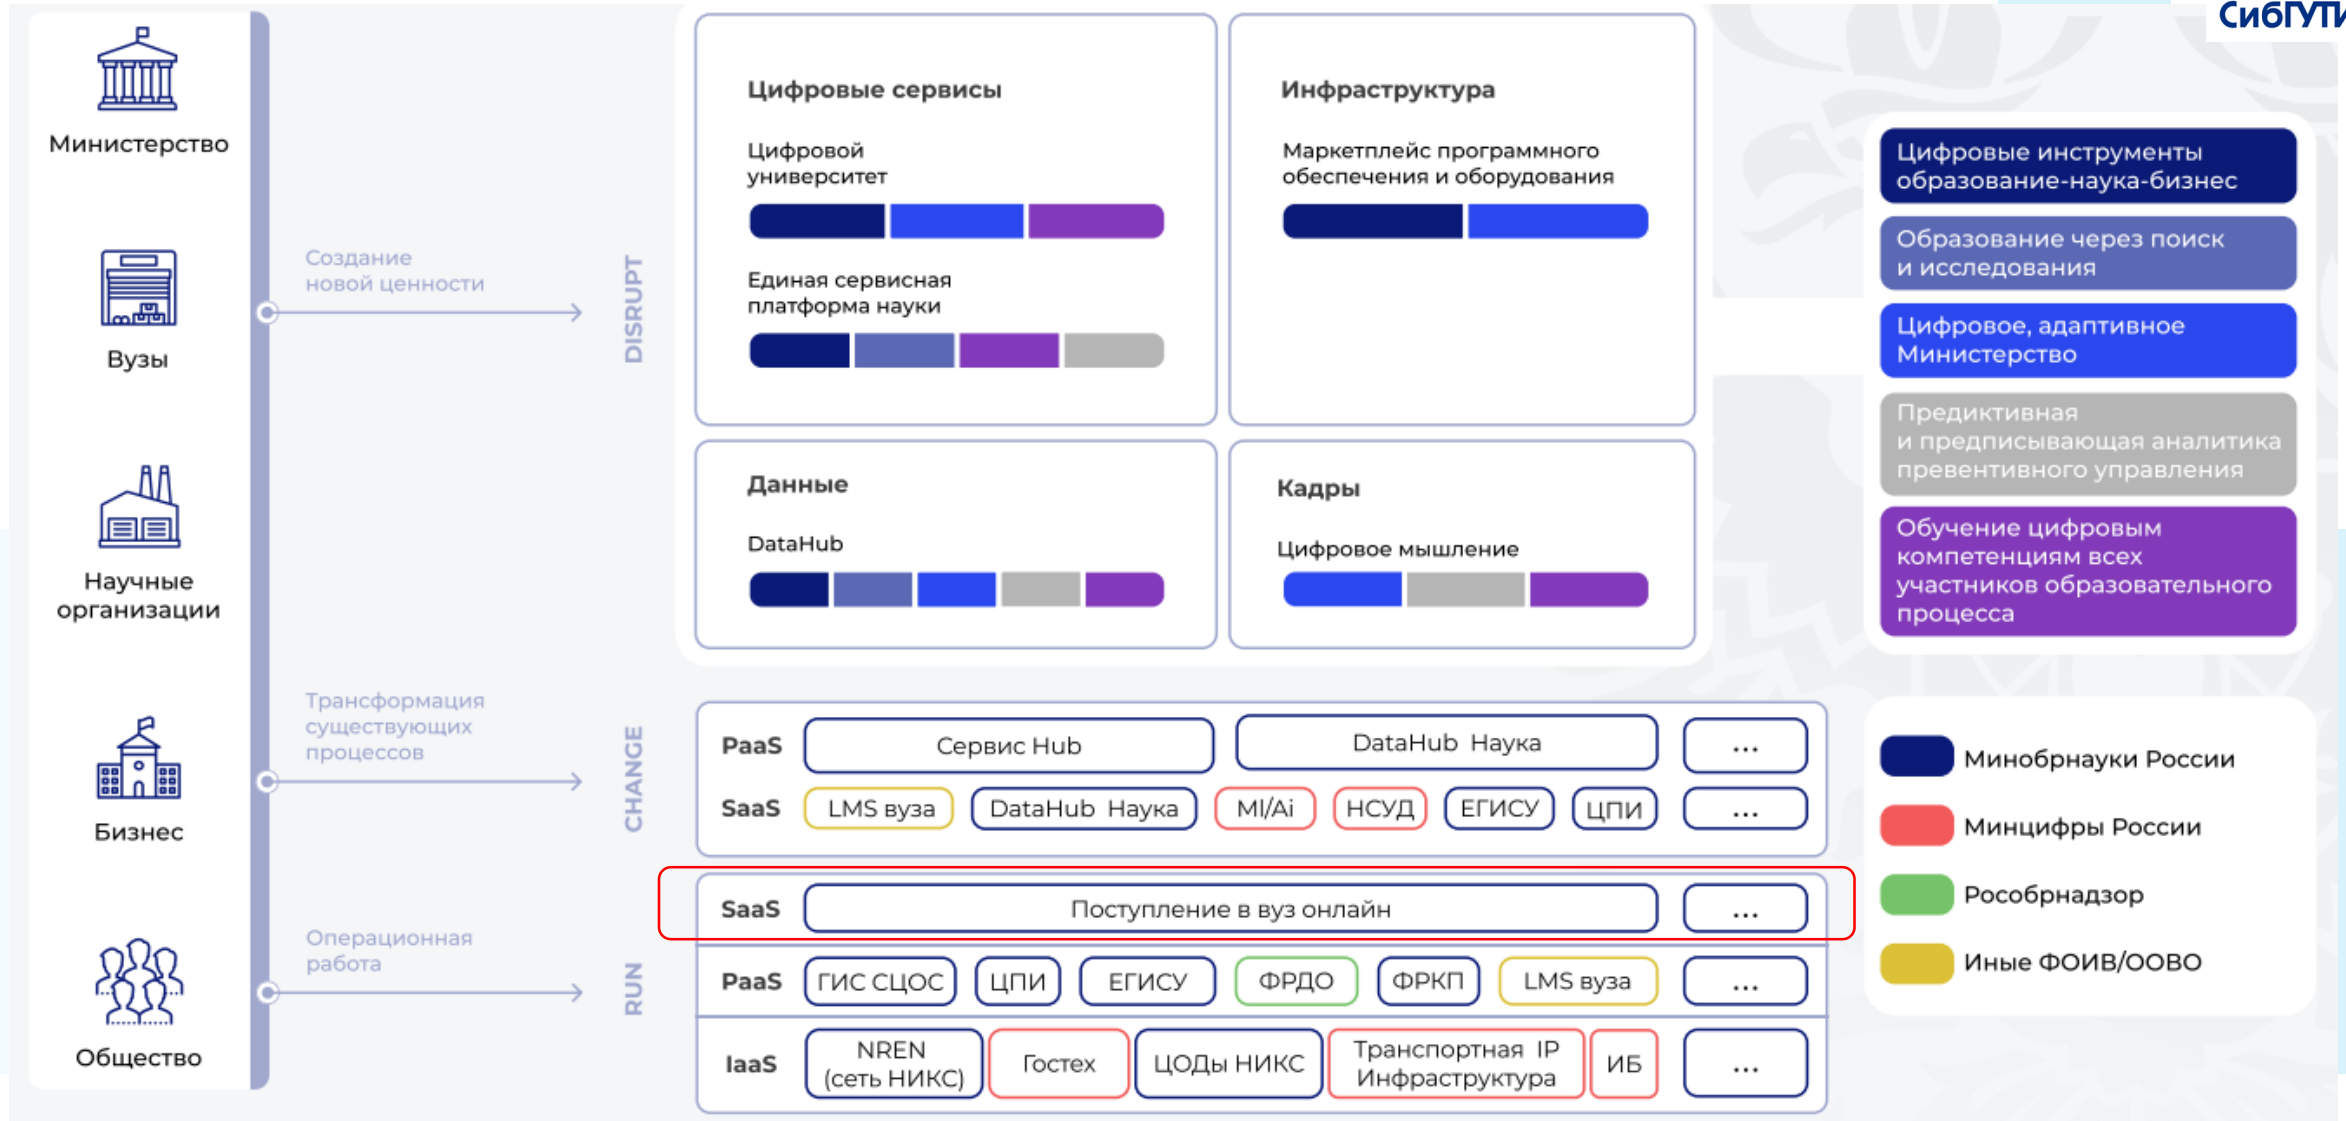 СибГУТИ
Министерство
Вузы
Научные
организации
Бизнес
Общество
Создание
новой ценности
DISRUPT
Цифровые сервисы
Цифровой
университет
Единая сервисная
платформа науки
Инфраструктура
Маркетплейс программного
обеспечения и оборудования
Данные
DataHub
Кадры
Цифровое мышление
Цифровые инструменты
образование-наука-бизнес
Образование через поиск
и исследования
Цифровое, адаптивное
Министерство
Предиктивная
и предписывающая аналитика
превентивного управления
Обучение цифровым
компетенциям всех
участников образовательного
процесса
Трансформация
существующих
процессов
CHANGE
PaaS Сервис Hub DataHub Наука ...
SaaS LMS вуза DataHub Наука Ml/Ai НСУД ЕГИСУ ЦПИ ...
Операционная
работа
RUN
SaaS Поступление в вуз онлайн ...
PaaS ГИС СЦОС ЦПИ ЕГИСУ ФРДО ФРКП LMS вуза ...
IaaS NREN
(сеть НИКС) Гостех ЦОДы НИКС Транспортная IP
Инфраструктура ИБ ...
Минобрнауки России
Минцифры России
Рособрнадзор
Иные ФОИВ/ООВО